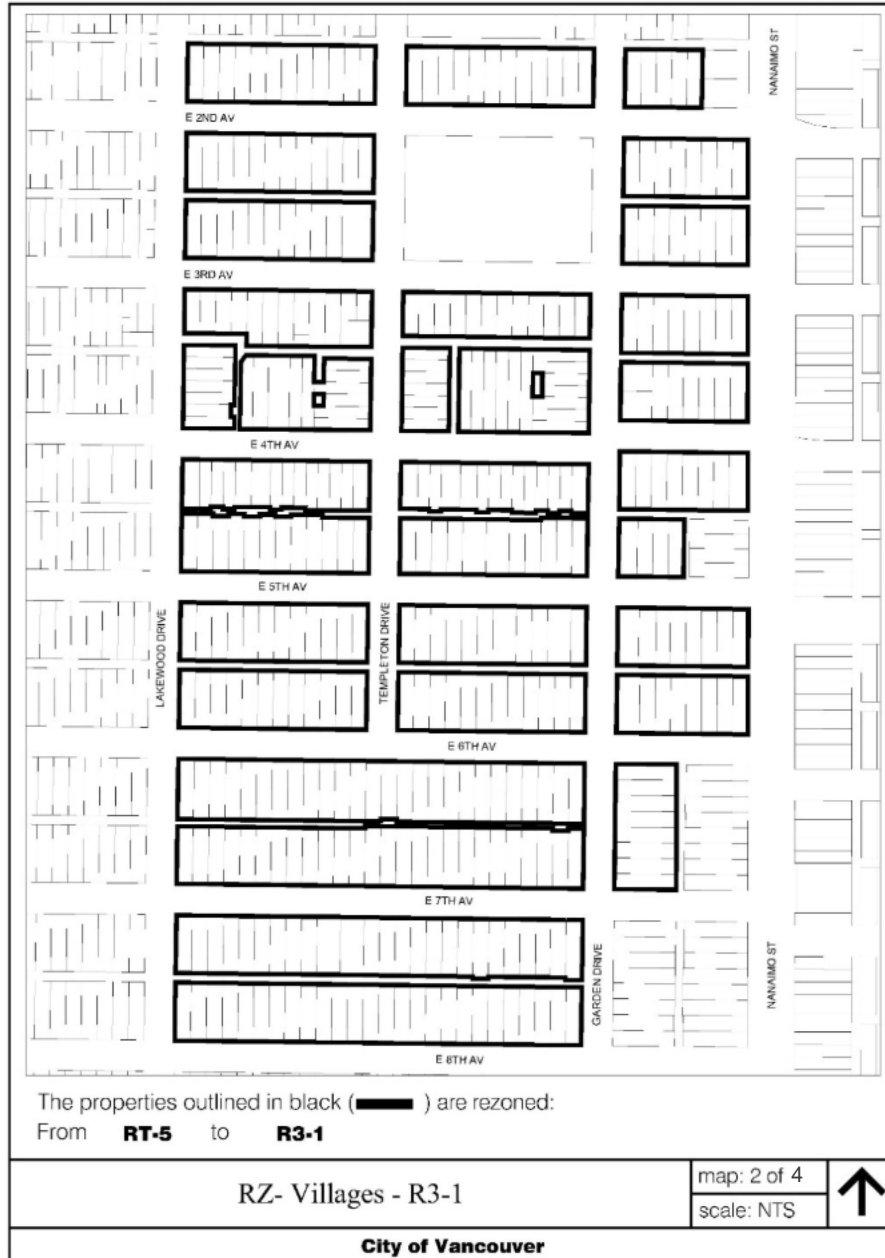 NANAIMO ST
E 2ND AV
E 3RD AV
E 4TH AV
E 5TH AV
LAKEWOOD DRIVE
TEMPLETON DRIVE
E 6TH AV
E 7TH AV
GARDEN DRIVE
NANAIMO ST
E 8TH AV
The properties outlined in black ( ) are rezoned:
From RT-5 to R3-1
RZ- Villages - R3-1
map: 2 of 4
scale: NTS
City of Vancouver